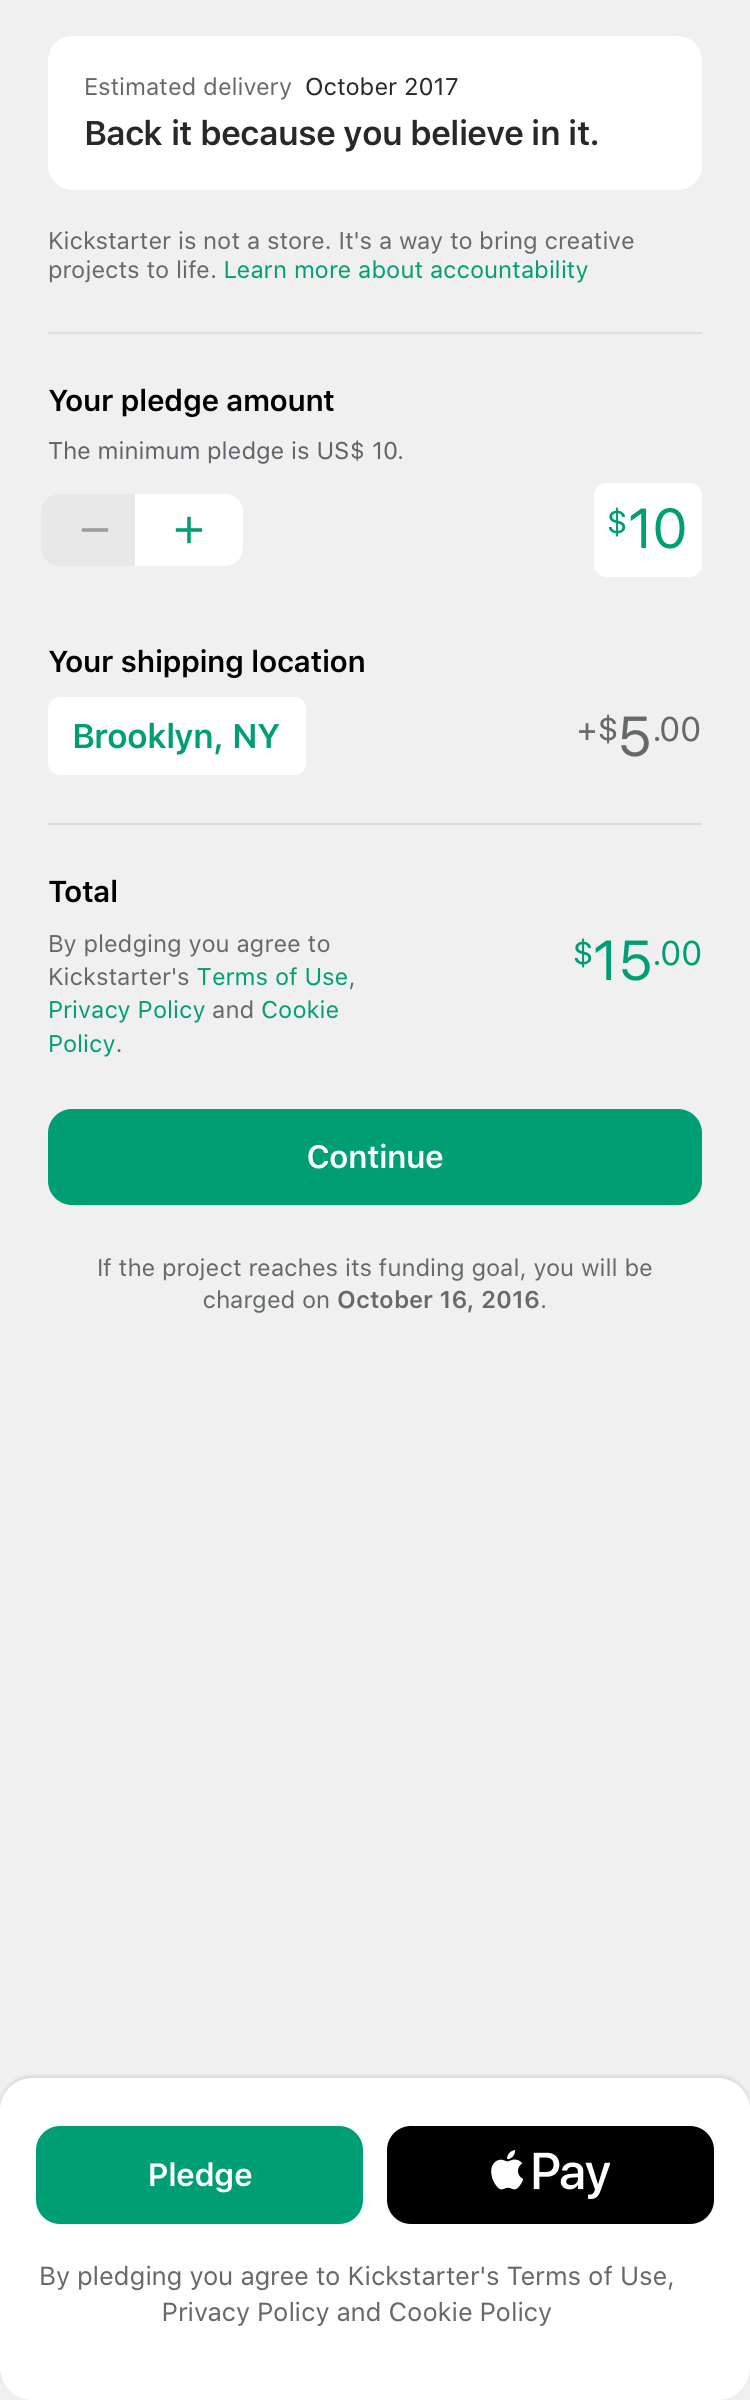 Estimated delivery October 2017
Back it because you believe in it.
Kickstarter is not a store. It's a way to bring creative
projects to life. Learn more about accountability
Your pledge amount
The minimum pledge is US$ 10.
− +
$10
Your shipping location
Brooklyn, NY
+$5.00
Total
By pledging you agree to
Kickstarter's Terms of Use,
Privacy Policy and Cookie
Policy.
$15.00
Continue
If the project reaches its funding goal, you will be
charged on October 16, 2016.
Pledge
Pay
By pledging you agree to Kickstarter's Terms of Use,
Privacy Policy and Cookie Policy